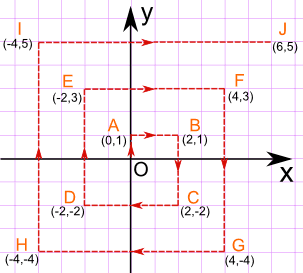 I
y
J
(-4,5)
(6,5)
E
F
(-2,3)
(4,3)
A
B
(0,1)
(2,1)
O
x
D
C
(-2,-2)
(2,-2)
H
G
(-4,-4)
(4,-4)